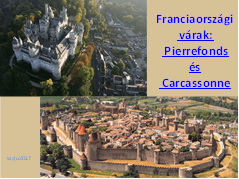 Franciaországi
várak:
Pierrefonds
és
Carcassonne